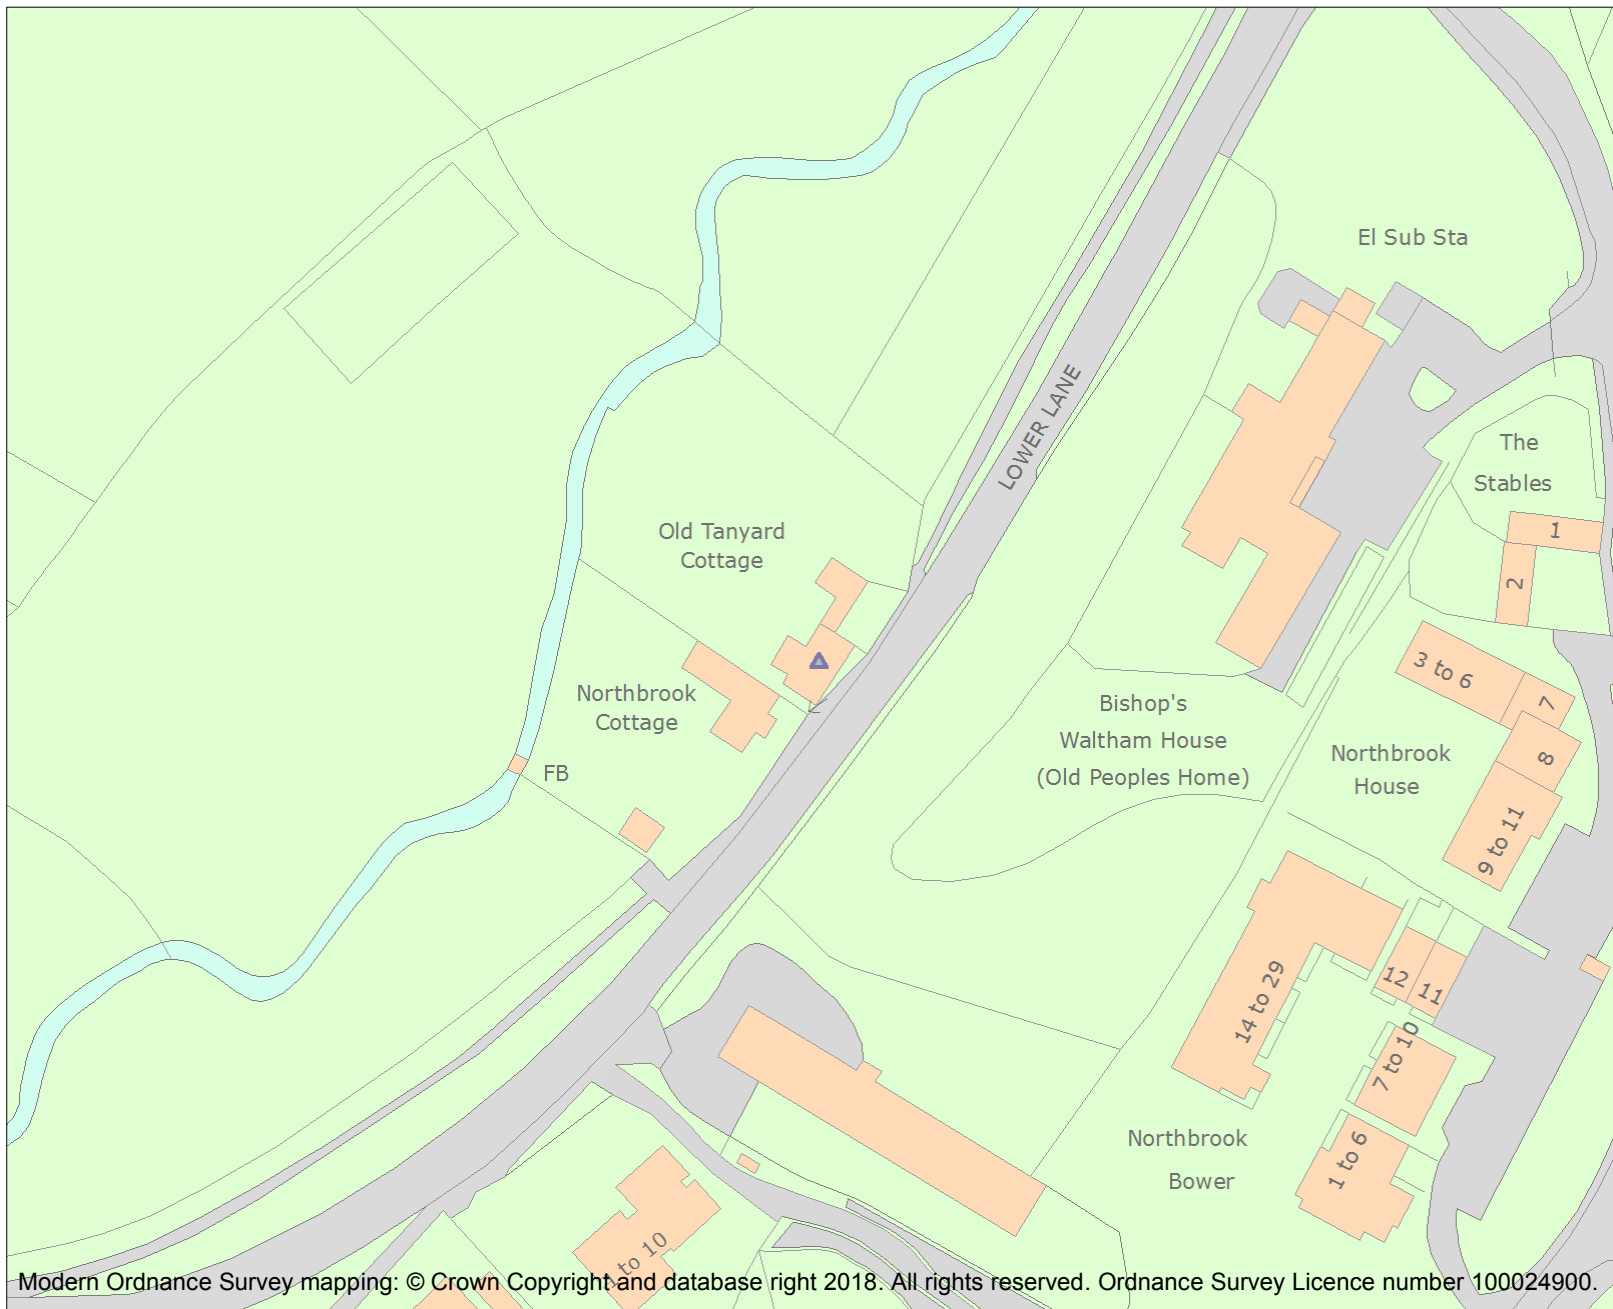 El Sub Sta
LOWER LANE
The
Stables
1
2
Old Tanyard
Cottage
3 to 6
7
8
9 to 11
Northbrook
Cottage
Bishop's
Waltham House
(Old Peoples Home)
Northbrook
House
FB
14 to 29
12
11
7 to 10
1 to 6
Northbrook
Bower
1 to 10
Modern Ordnance Survey mapping: © Crown Copyright and database right 2018. All rights reserved. Ordnance Survey Licence number 100024900.